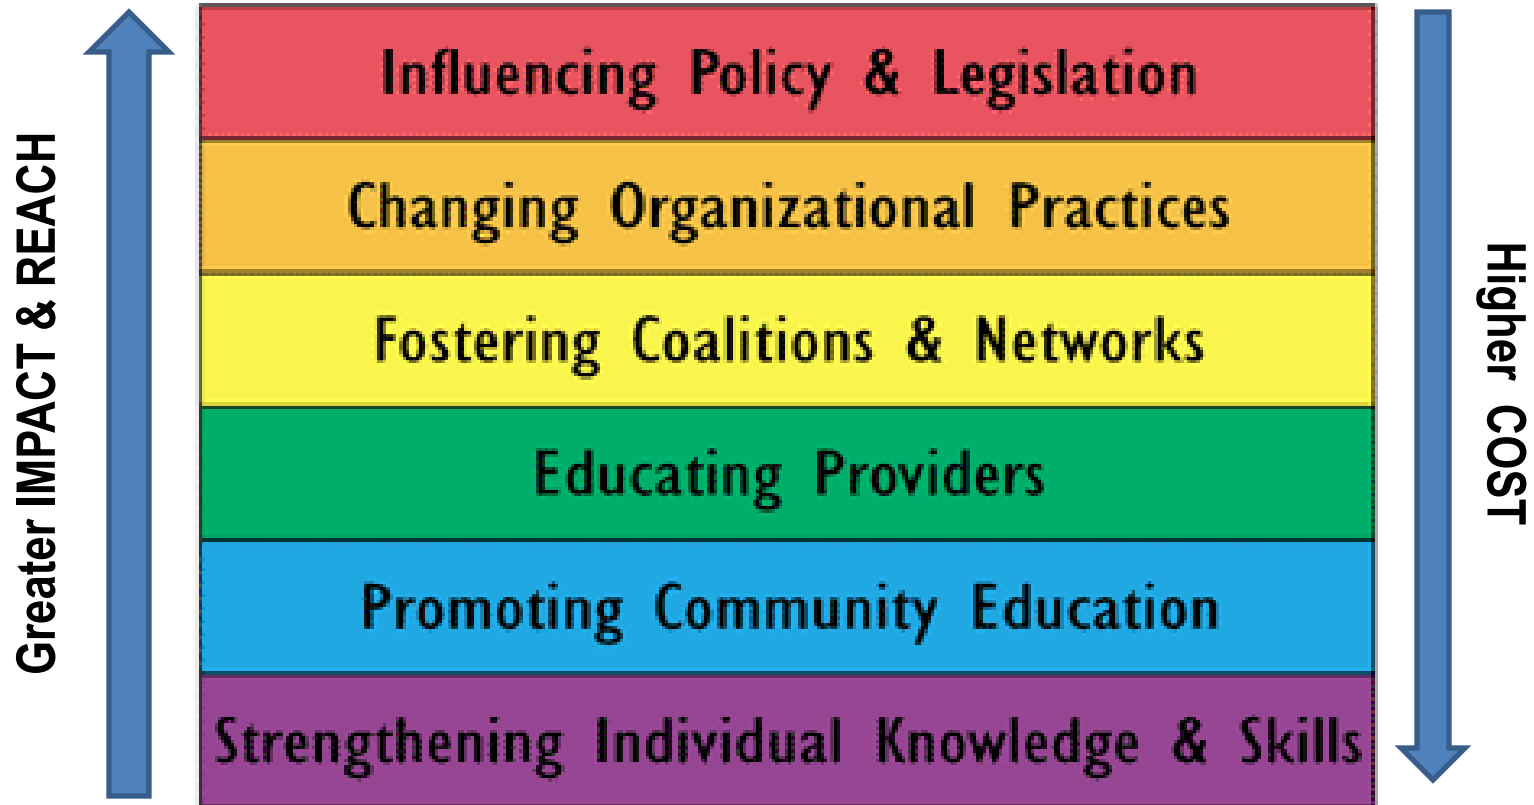 Greater IMPACT & REACH
Influencing Policy & Legislation
Changing Organizational Practices
Fostering Coalitions & Networks
Educating Providers
Promoting Community Education
Strengthening Individual Knowledge & Skills
Higher COST